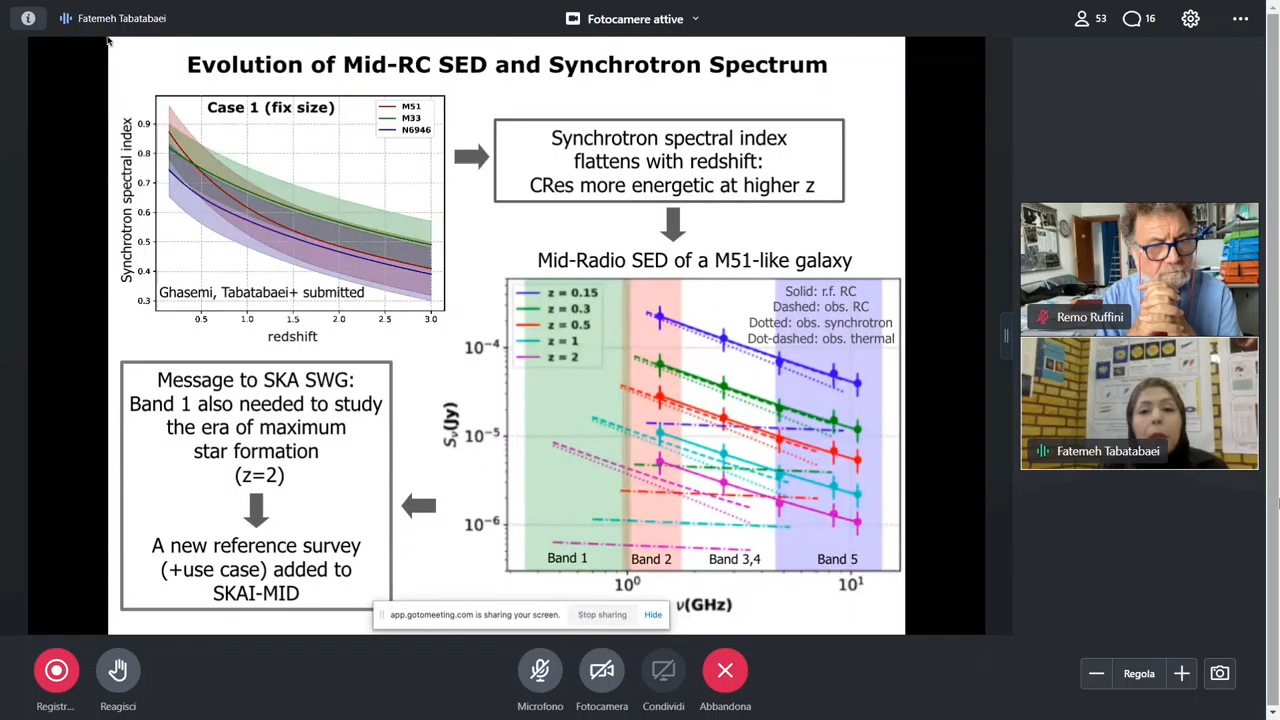 Fatemeh Tabatabaei
Fotocamere attive
53
16
Evolution of Mid-RC SED and Synchrotron Spectrum
Case 1 (fix size)
M51
M33
N6946
Synchrotron spectral index
0.9
0.8
0.7
0.6
0.5
0.4
0.3
Ghasemi, Tabatabaei+ submitted
0.5
1.0
1.5
2.0
2.5
3.0
redshift
Synchrotron spectral index
flattens with redshift:
CRes more energetic at higher z
Mid-Radio SED of a M51-like galaxy
z = 0.15
z = 0.3
z = 0.5
z = 1
z = 2
Solid: r.f. RC
Dashed: obs. RC
Dotted: obs. synchrotron
Dot-dashed: obs. thermal
10⁻⁴
10⁻⁵
10⁻⁶
Sν(Jy)
Band 1
Band 2
Band 3,4
Band 5
10⁰
10¹
ν(GHz)
Message to SKA SWG:
Band 1 also needed to study
the era of maximum
star formation
(z=2)
A new reference survey
(+use case) added to
SKAI-MID
app.gotomeeting.com is sharing your screen.
Stop sharing
Hide
Remo Ruffini
Fatemeh Tabatabaei
Registr...
Reagisci
Microfono
Fotocamera
Condividi
Abbandona
Regola